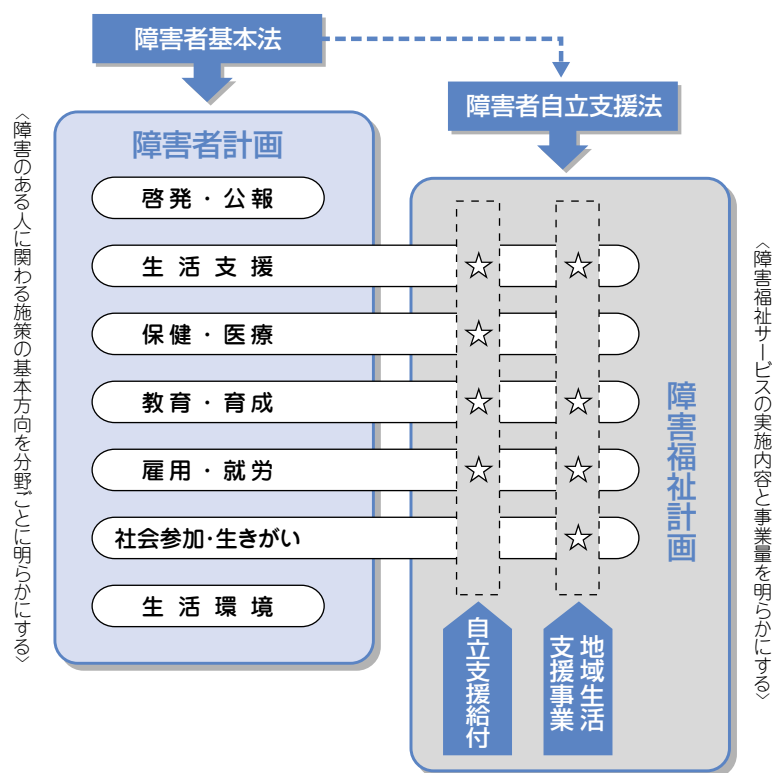 障害者基本法
障害者自立支援法
〈障害のある人に関わる施策の基本方向を分野ごとに明らかにする〉
障害者計画
啓発・公報
生活支援
保健・医療
教育・育成
雇用・就労
社会参加・生きがい
生活環境
☆ ☆
☆
☆ ☆
☆ ☆
☆
障害福祉計画
自立支援給付
地域生活
支援事業
〈障害福祉サービスの実施内容と事業量を明らかにする〉